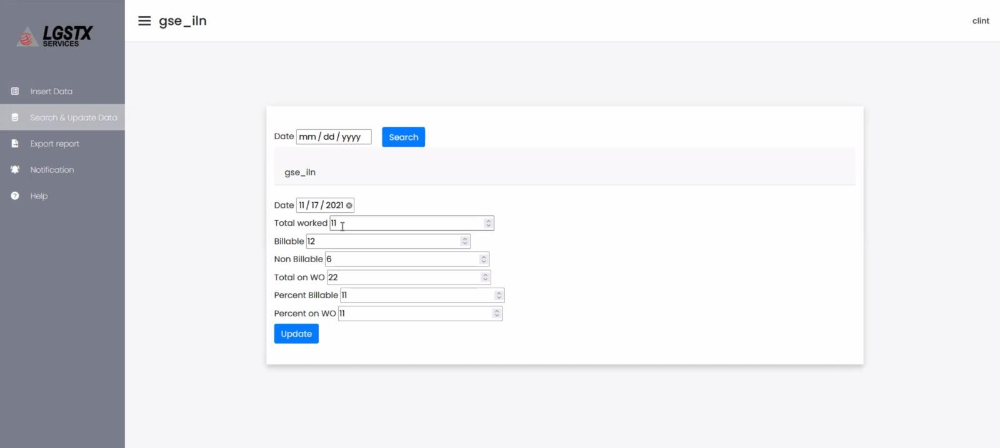 LGSTX
SERVICES
gse_iln
clint
Insert Data
Search & Update Data
Export report
Notification
Help
Date mm / dd / yyyy Search
gse_iln
Date 11 / 17 / 2021
Total worked 11
Billable 12
Non Billable 6
Total on WO 22
Percent Billable 11
Percent on WO 11
Update